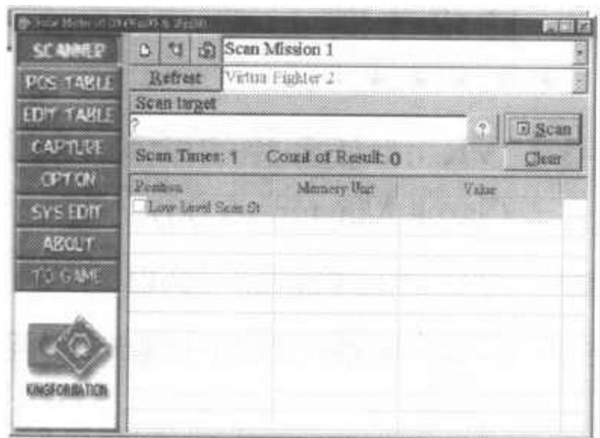 SCANNER
Scan Mission 1
POS TABLE
Refresh
Virtua Fighter 2
EDIT TABLE
Scan target
?
?
Scan
CAPTURE
Scan Times: 1
Count of Result: 0
Clear
OPTION
Position
Memory Unit
Value
SYS EDIT
Low Level Scan St
ABOUT
TO GAME
KINGFORMATION